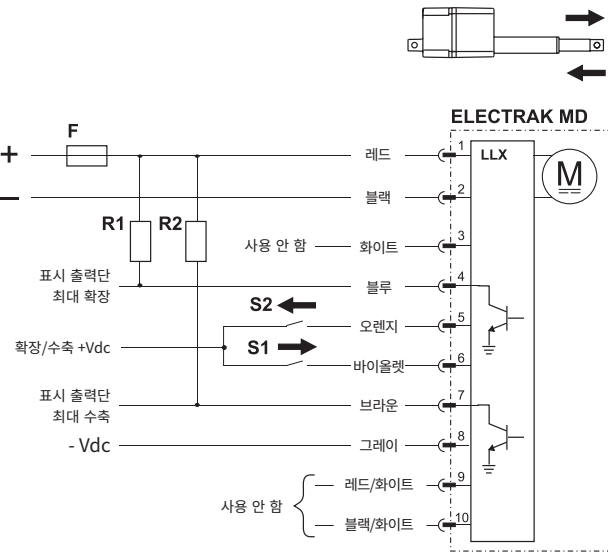 ELECTRAK MD
F
+
레드
1
LLX
M
−
블랙
2
R1
R2
사용 안 함
화이트
3
표시 출력단
최대 확장
블루
4
S2
오렌지
5
확장/수축 +Vdc
S1
바이올렛
6
표시 출력단
최대 수축
브라운
7
- Vdc
그레이
8
사용 안 함
레드/화이트
9
블랙/화이트
10